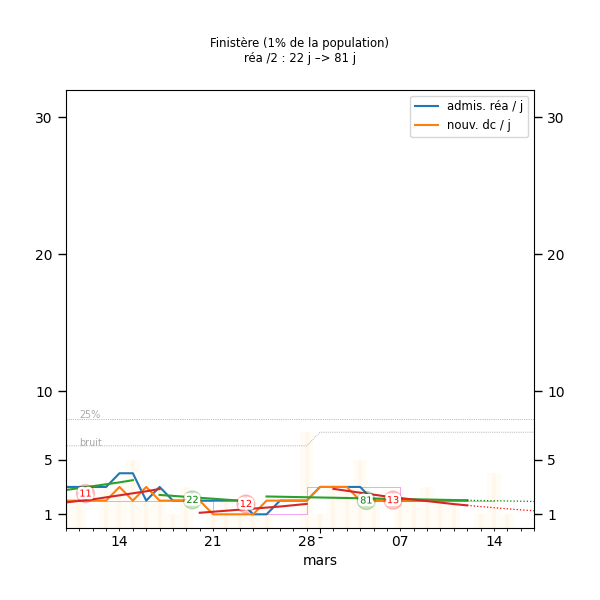 Finistère (1% de la population)
réa /2 : 22 j –> 81 j
admis. réa / j
nouv. dc / j
30 30
20 20
10 10
25%
bruit
5 5
11 22 12 81 13
1 1
14 21 28 07 14
mars